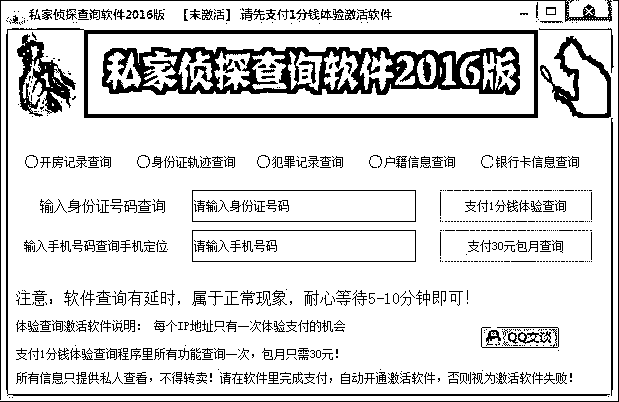 私家侦探查询软件2016版 【未激活】 请先支付1分钱体验激活软件
私家侦探查询软件2016版
开房记录查询 身份证轨迹查询 犯罪记录查询 户籍信息查询 银行卡信息查询
输入身份证号码查询 请输入身份证号码 支付1分钱体验查询
输入手机号码查询手机定位 请输入手机号码 支付30元包月查询
注意：软件查询有延时，属于正常现象，耐心等待5-10分钟即可！
体验查询激活软件说明： 每个IP地址只有一次体验支付的机会
QQ交谈
支付1分钱体验查询程序里所有功能查询一次，包月只需30元！
所有信息只提供私人查看，不得转卖！请在软件里完成支付，自动开通激活软件，否则视为激活软件失败！